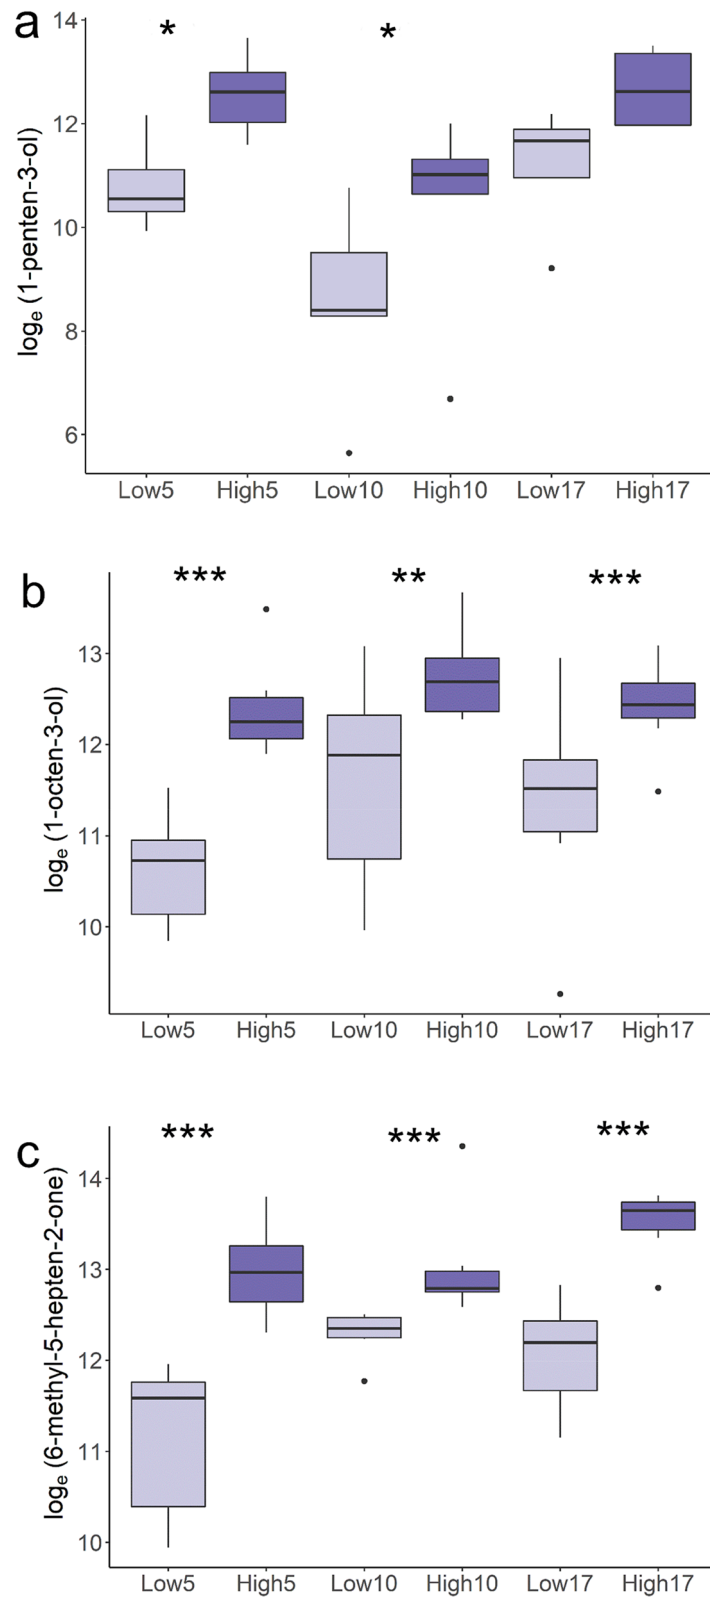 a
* *
14
12
10
8
6
logₑ (1-penten-3-ol)
Low5 High5 Low10 High10 Low17 High17
b
*** ** ***
13
12
11
10
logₑ (1-octen-3-ol)
Low5 High5 Low10 High10 Low17 High17
c
*** *** ***
14
13
12
11
10
logₑ (6-methyl-5-hepten-2-one)
Low5 High5 Low10 High10 Low17 High17